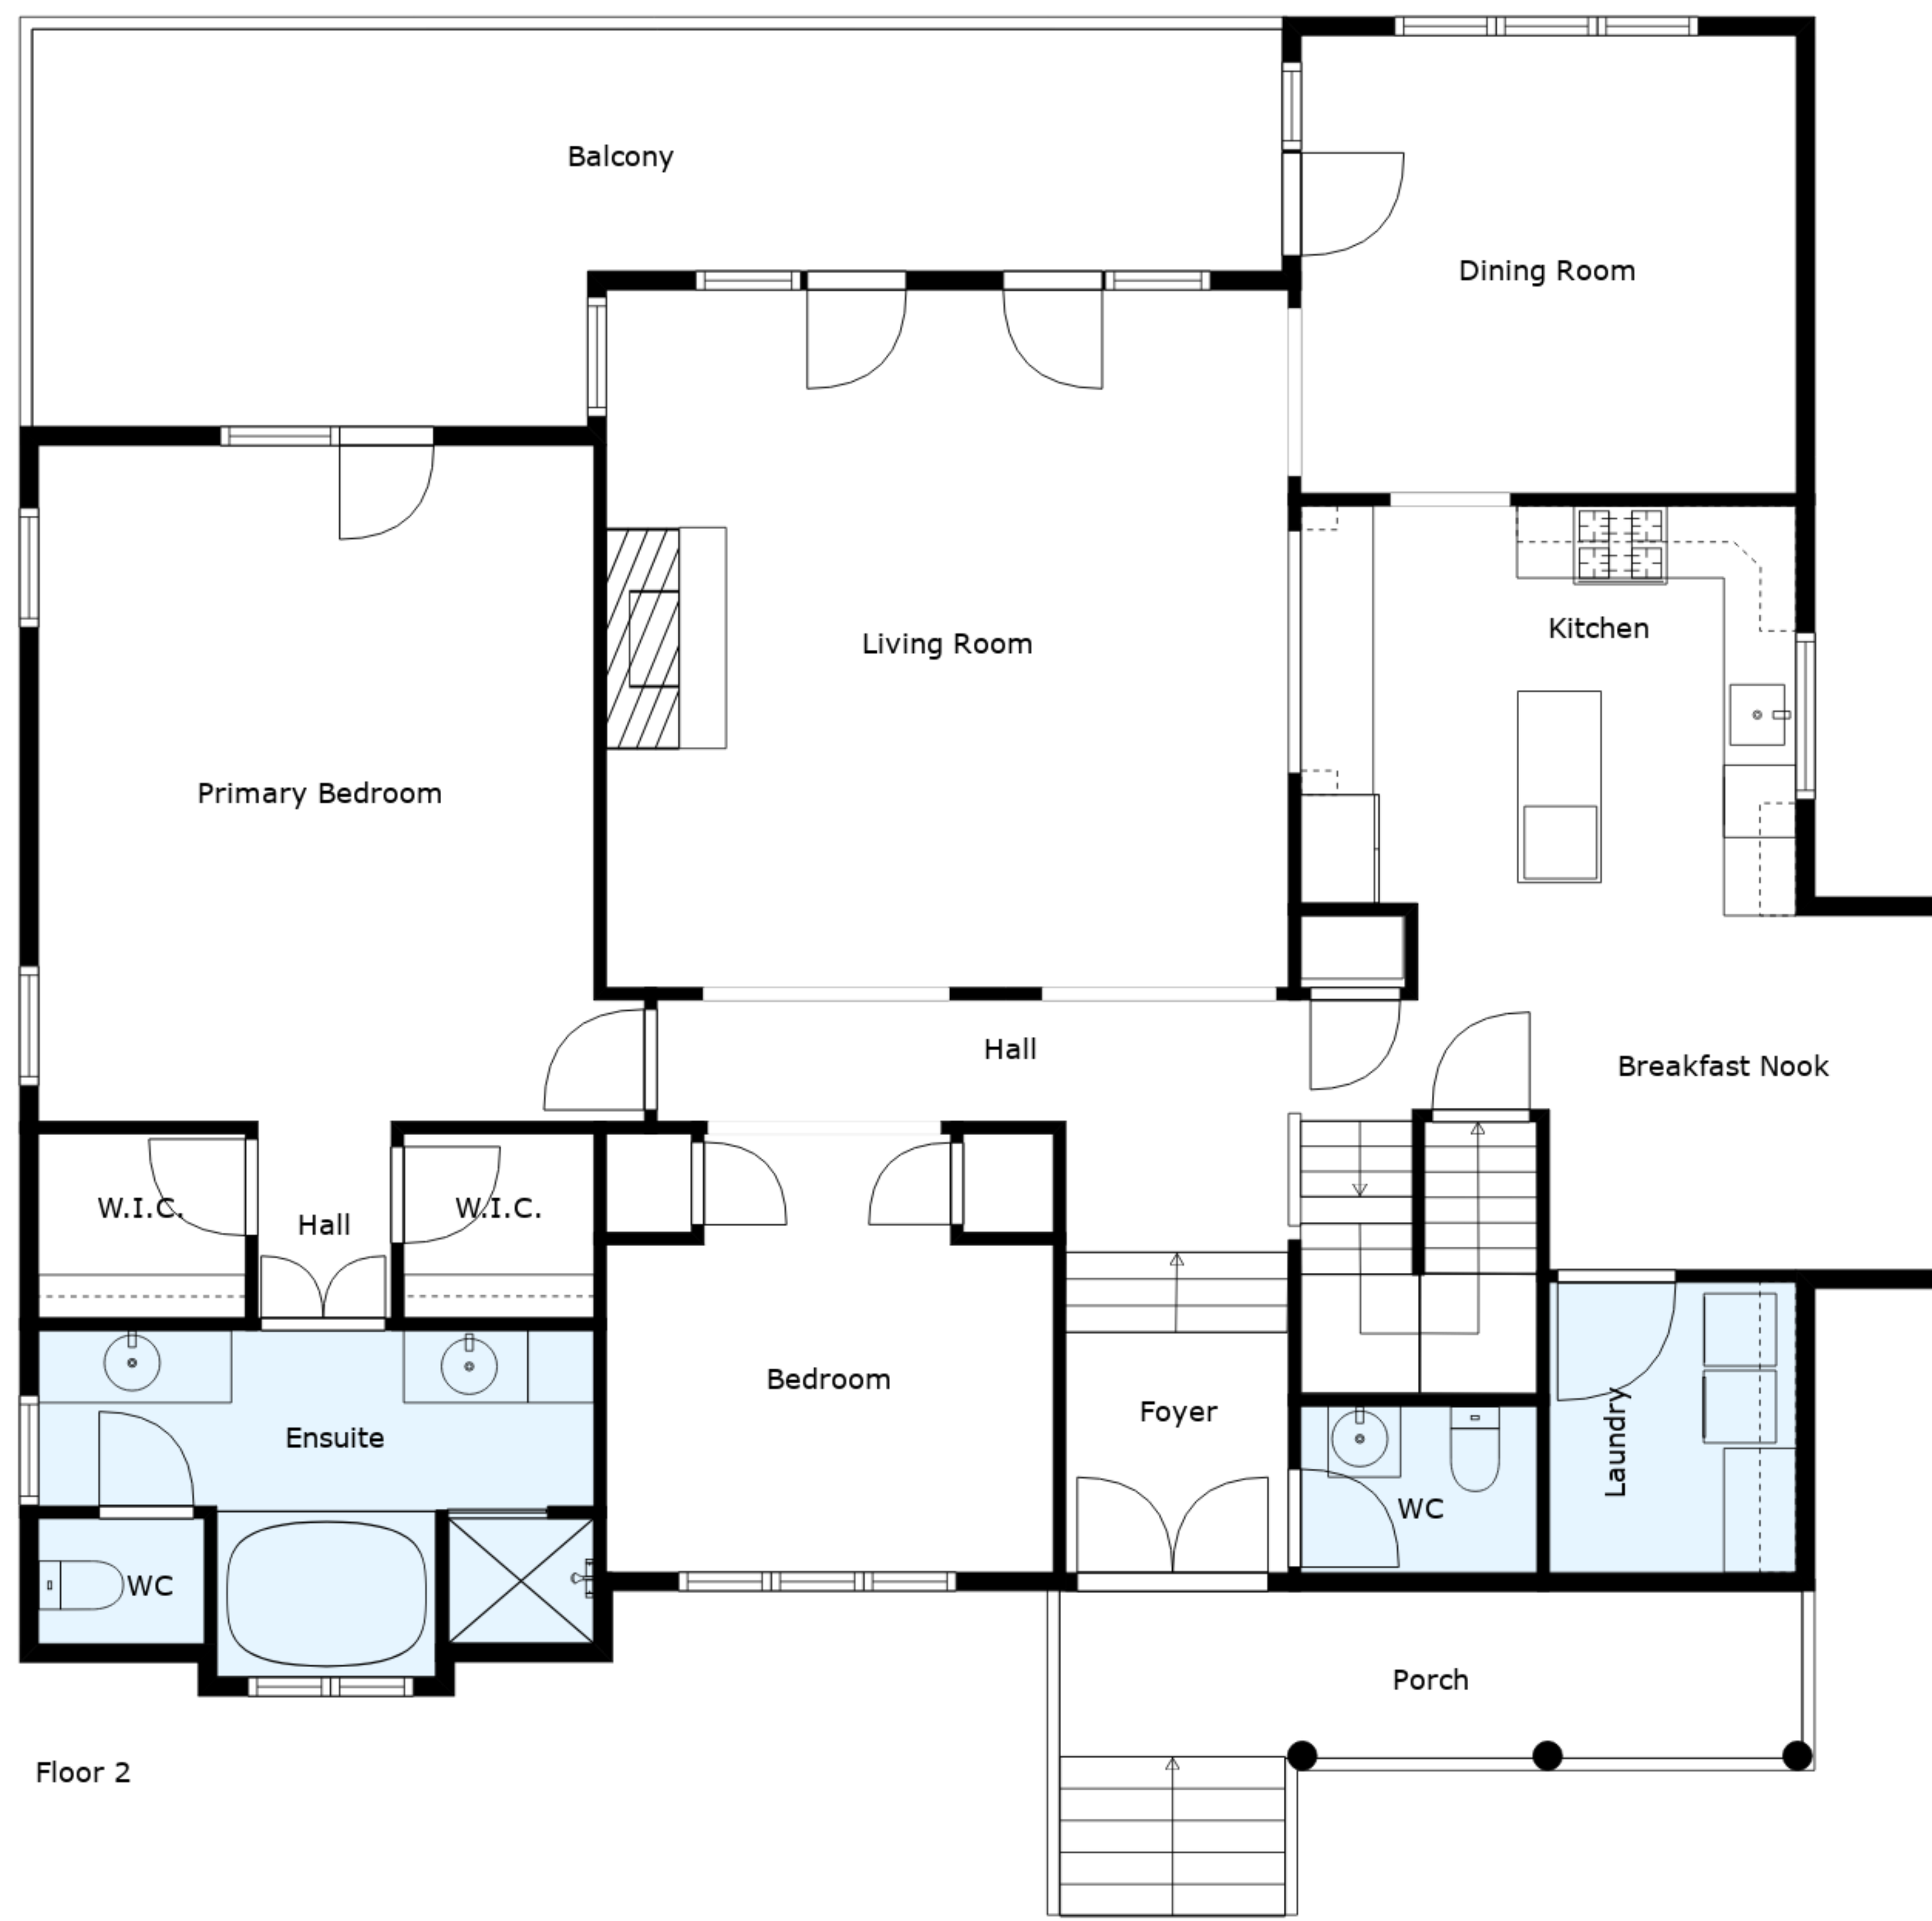 Balcony
Dining Room
Kitchen
Living Room
Primary Bedroom
Hall
Breakfast Nook
W.I.C.
Hall
W.I.C.
Bedroom
Foyer
Laundry
Ensuite
WC
WC
Porch
Floor 2